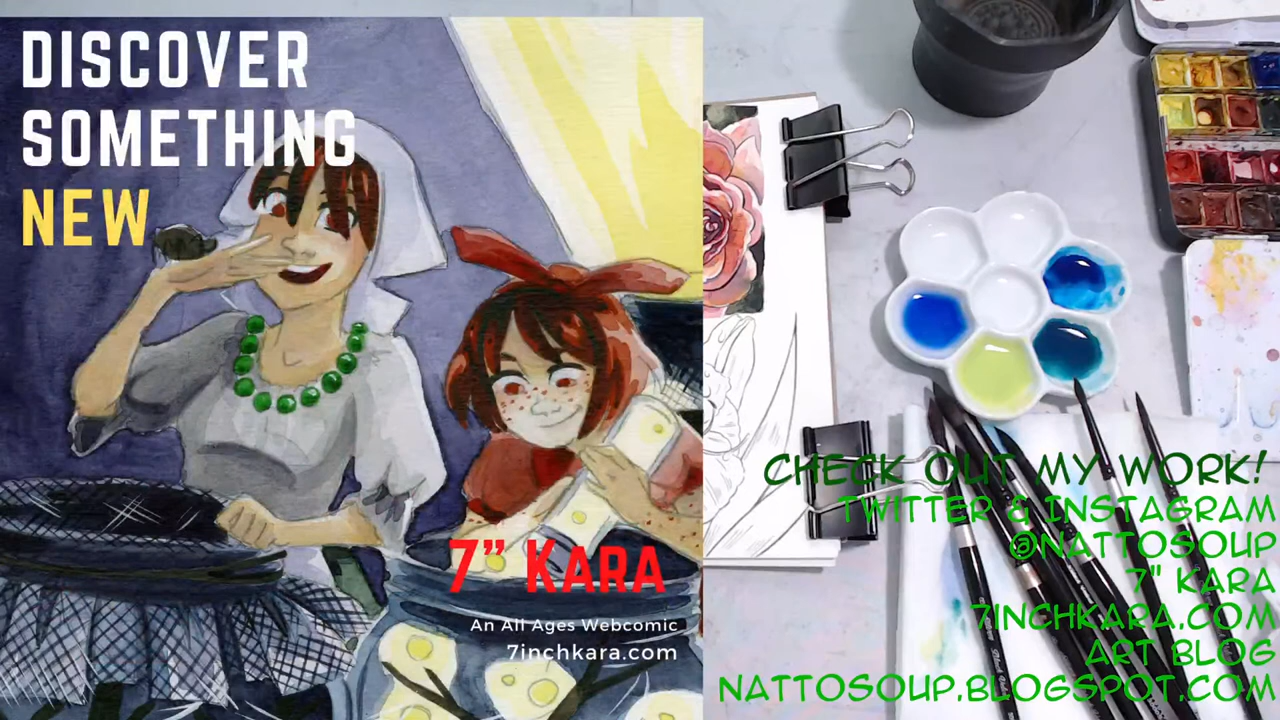 DISCOVER
SOMETHING
NEW
7” KARA
An All Ages Webcomic
7inchkara.com
CHECK OUT MY WORK!
TWITTER & INSTAGRAM
@NATTOSOUP
7" KARA
7INCHKARA.COM
ART BLOG
NATTOSOUP.BLOGSPOT.COM